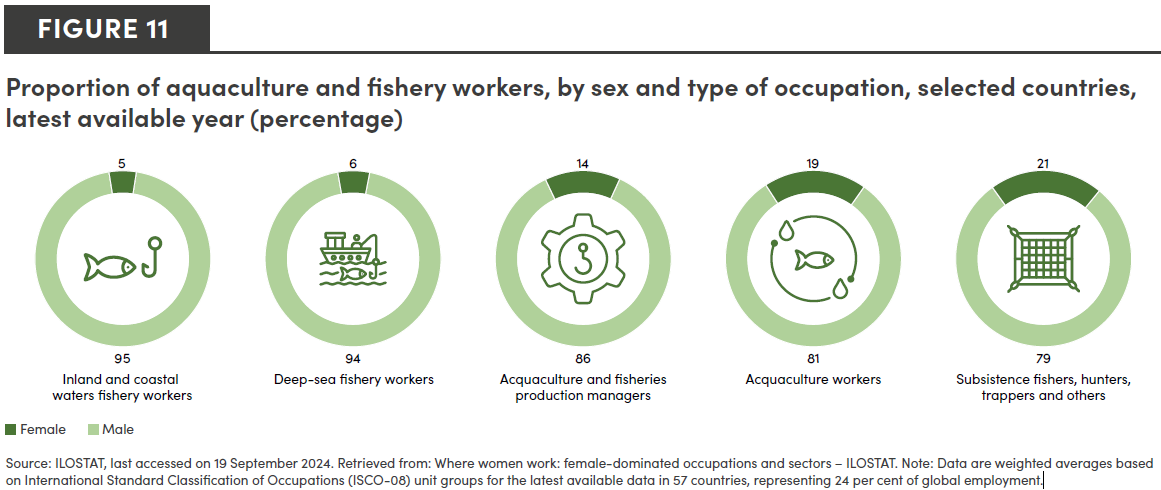 FIGURE 11
Proportion of aquaculture and fishery workers, by sex and type of occupation, selected countries,
latest available year (percentage)
5
6
14
19
21
95
94
86
81
79
Inland and coastal
waters fishery workers
Deep-sea fishery workers
Acquaculture and fisheries
production managers
Acquaculture workers
Subsistence fishers, hunters,
trappers and others
Female
Male
Source: ILOSTAT, last accessed on 19 September 2024. Retrieved from: Where women work: female-dominated occupations and sectors – ILOSTAT. Note: Data are weighted averages based
on International Standard Classification of Occupations (ISCO-08) unit groups for the latest available data in 57 countries, representing 24 per cent of global employment.